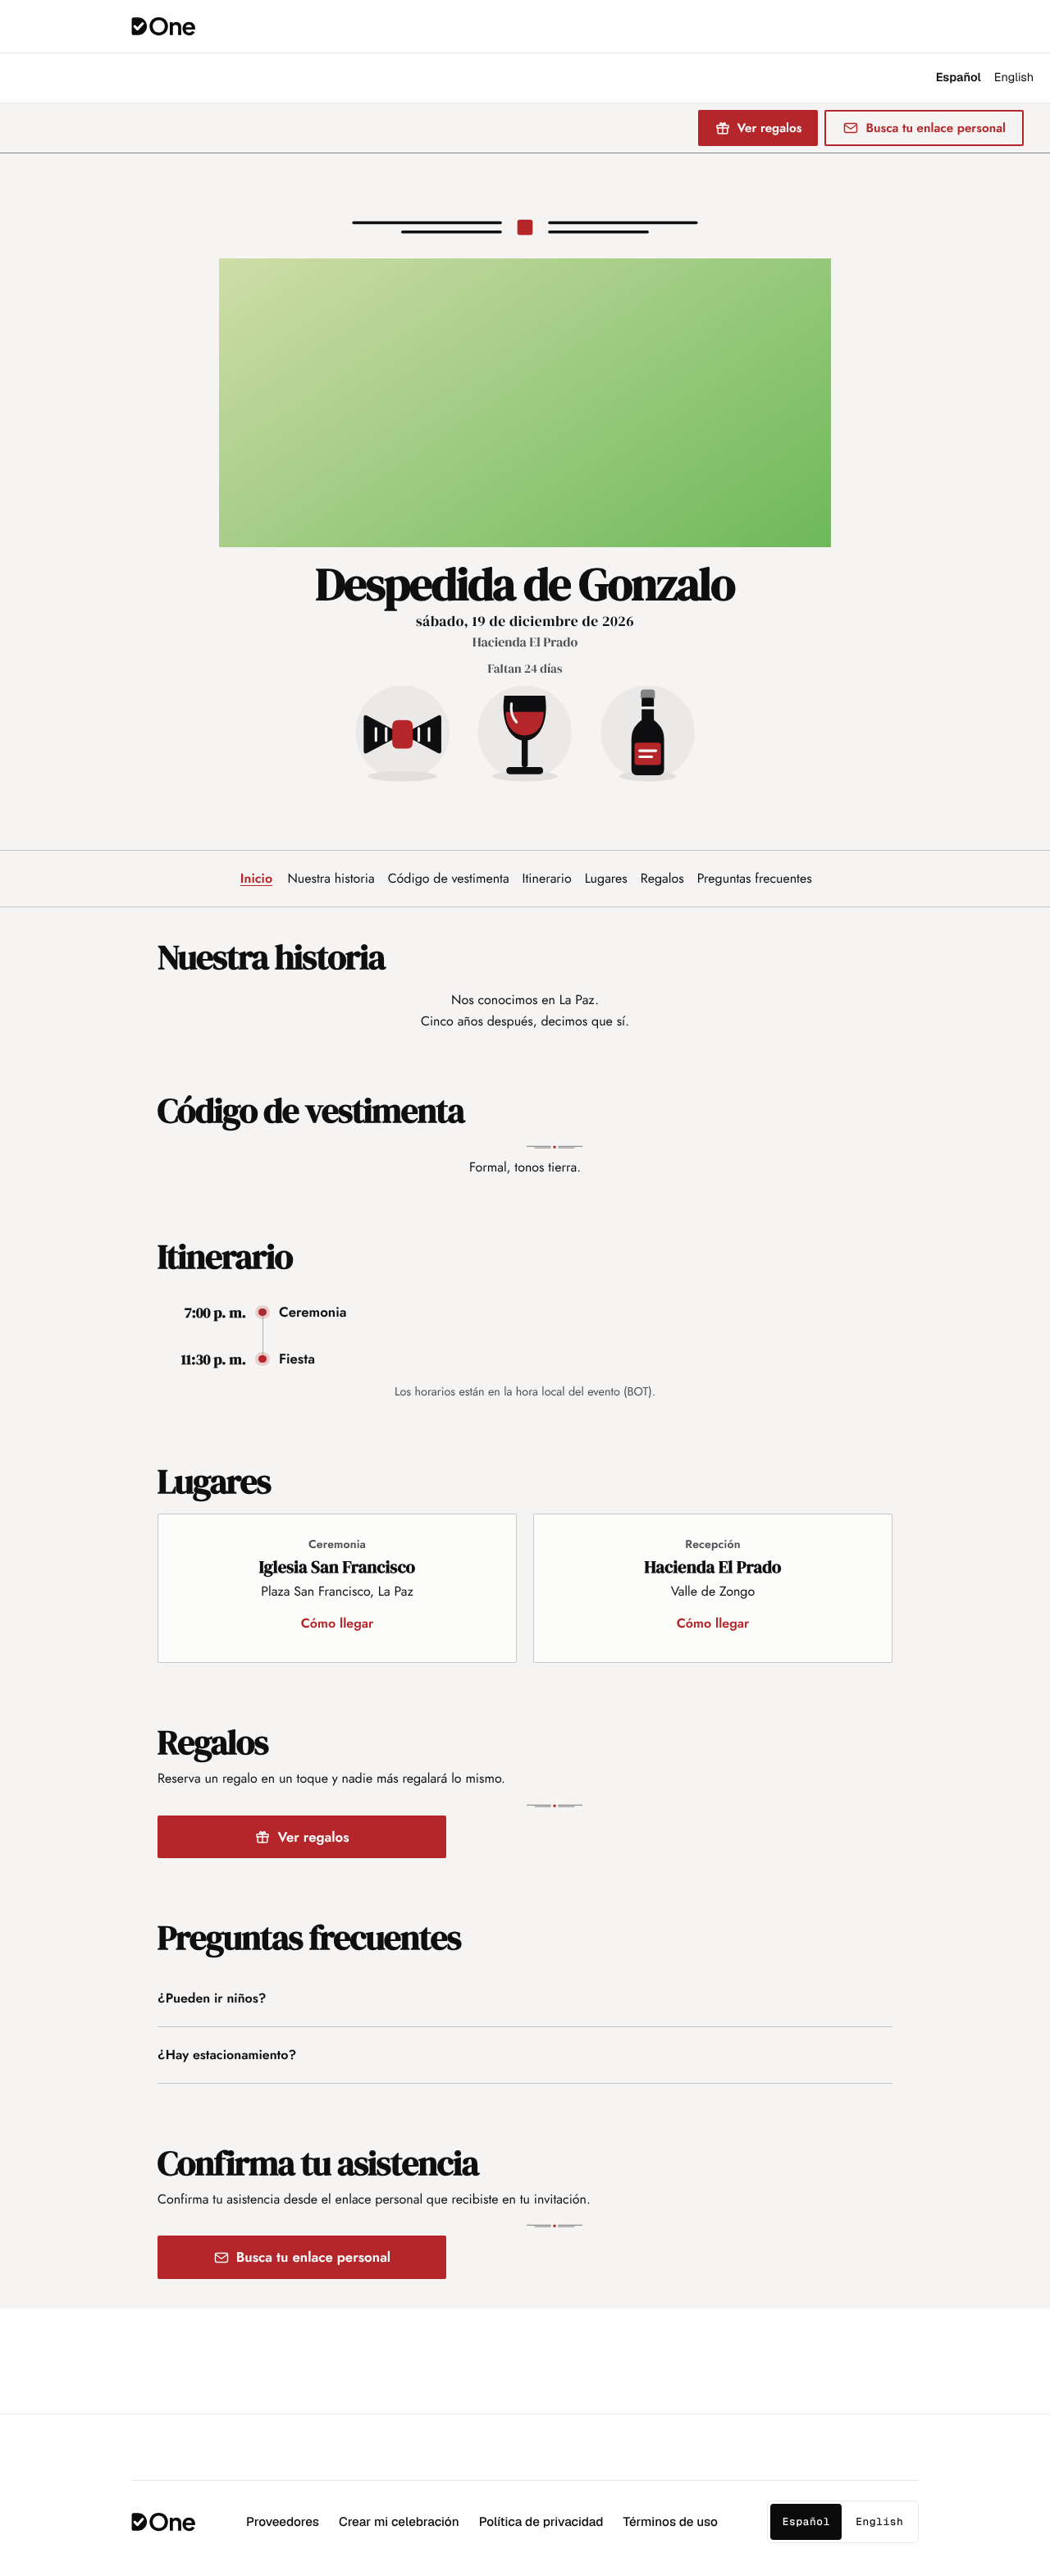 One
Español English
Ver regalos Busca tu enlace personal
Despedida de Gonzalo
sábado, 19 de diciembre de 2026
Hacienda El Prado
Faltan 24 días
Inicio Nuestra historia Código de vestimenta Itinerario Lugares Regalos Preguntas frecuentes
Nuestra historia
Nos conocimos en La Paz.
Cinco años después, decimos que sí.
Código de vestimenta
Formal, tonos tierra.
Itinerario
7:00 p. m. Ceremonia
11:30 p. m. Fiesta
Los horarios están en la hora local del evento (BOT).
Lugares
Ceremonia
Iglesia San Francisco
Plaza San Francisco, La Paz
Cómo llegar
Recepción
Hacienda El Prado
Valle de Zongo
Cómo llegar
Regalos
Reserva un regalo en un toque y nadie más regalará lo mismo.
Ver regalos
Preguntas frecuentes
¿Pueden ir niños?
¿Hay estacionamiento?
Confirma tu asistencia
Confirma tu asistencia desde el enlace personal que recibiste en tu invitación.
Busca tu enlace personal
One Proveedores Crear mi celebración Política de privacidad Términos de uso Español English